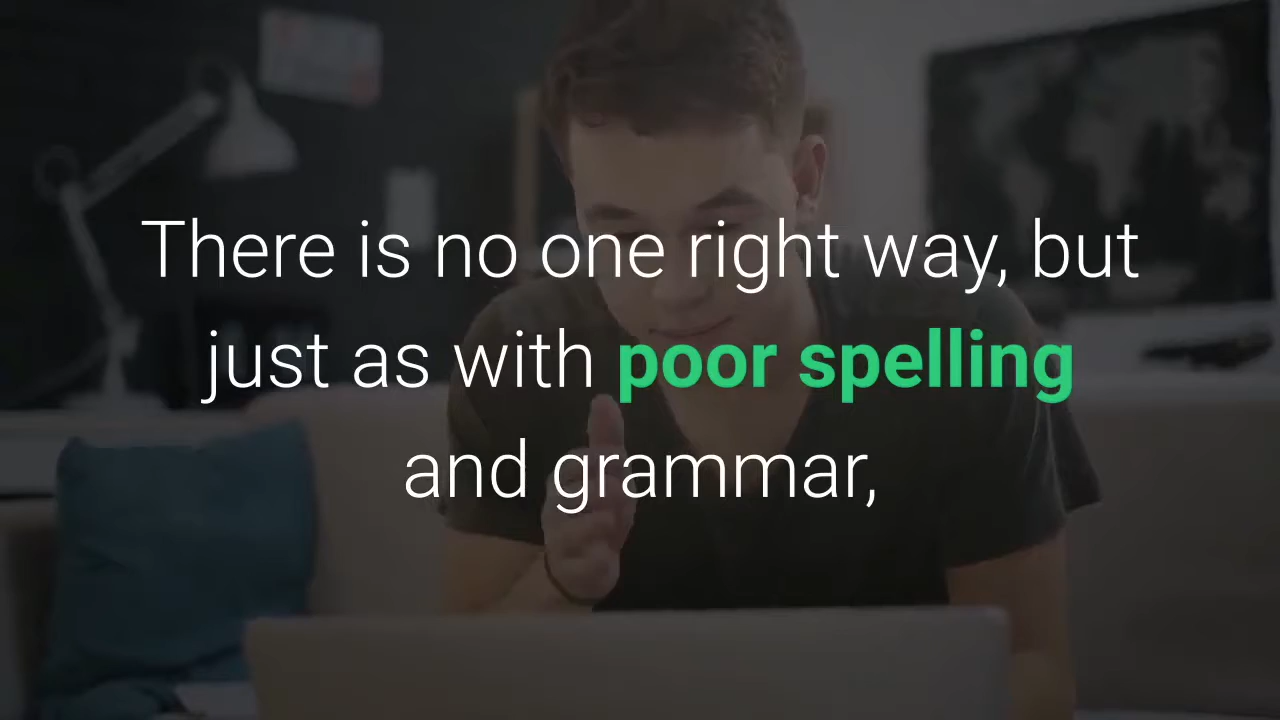 There is no one right way, but
just as with poor spelling
and grammar,